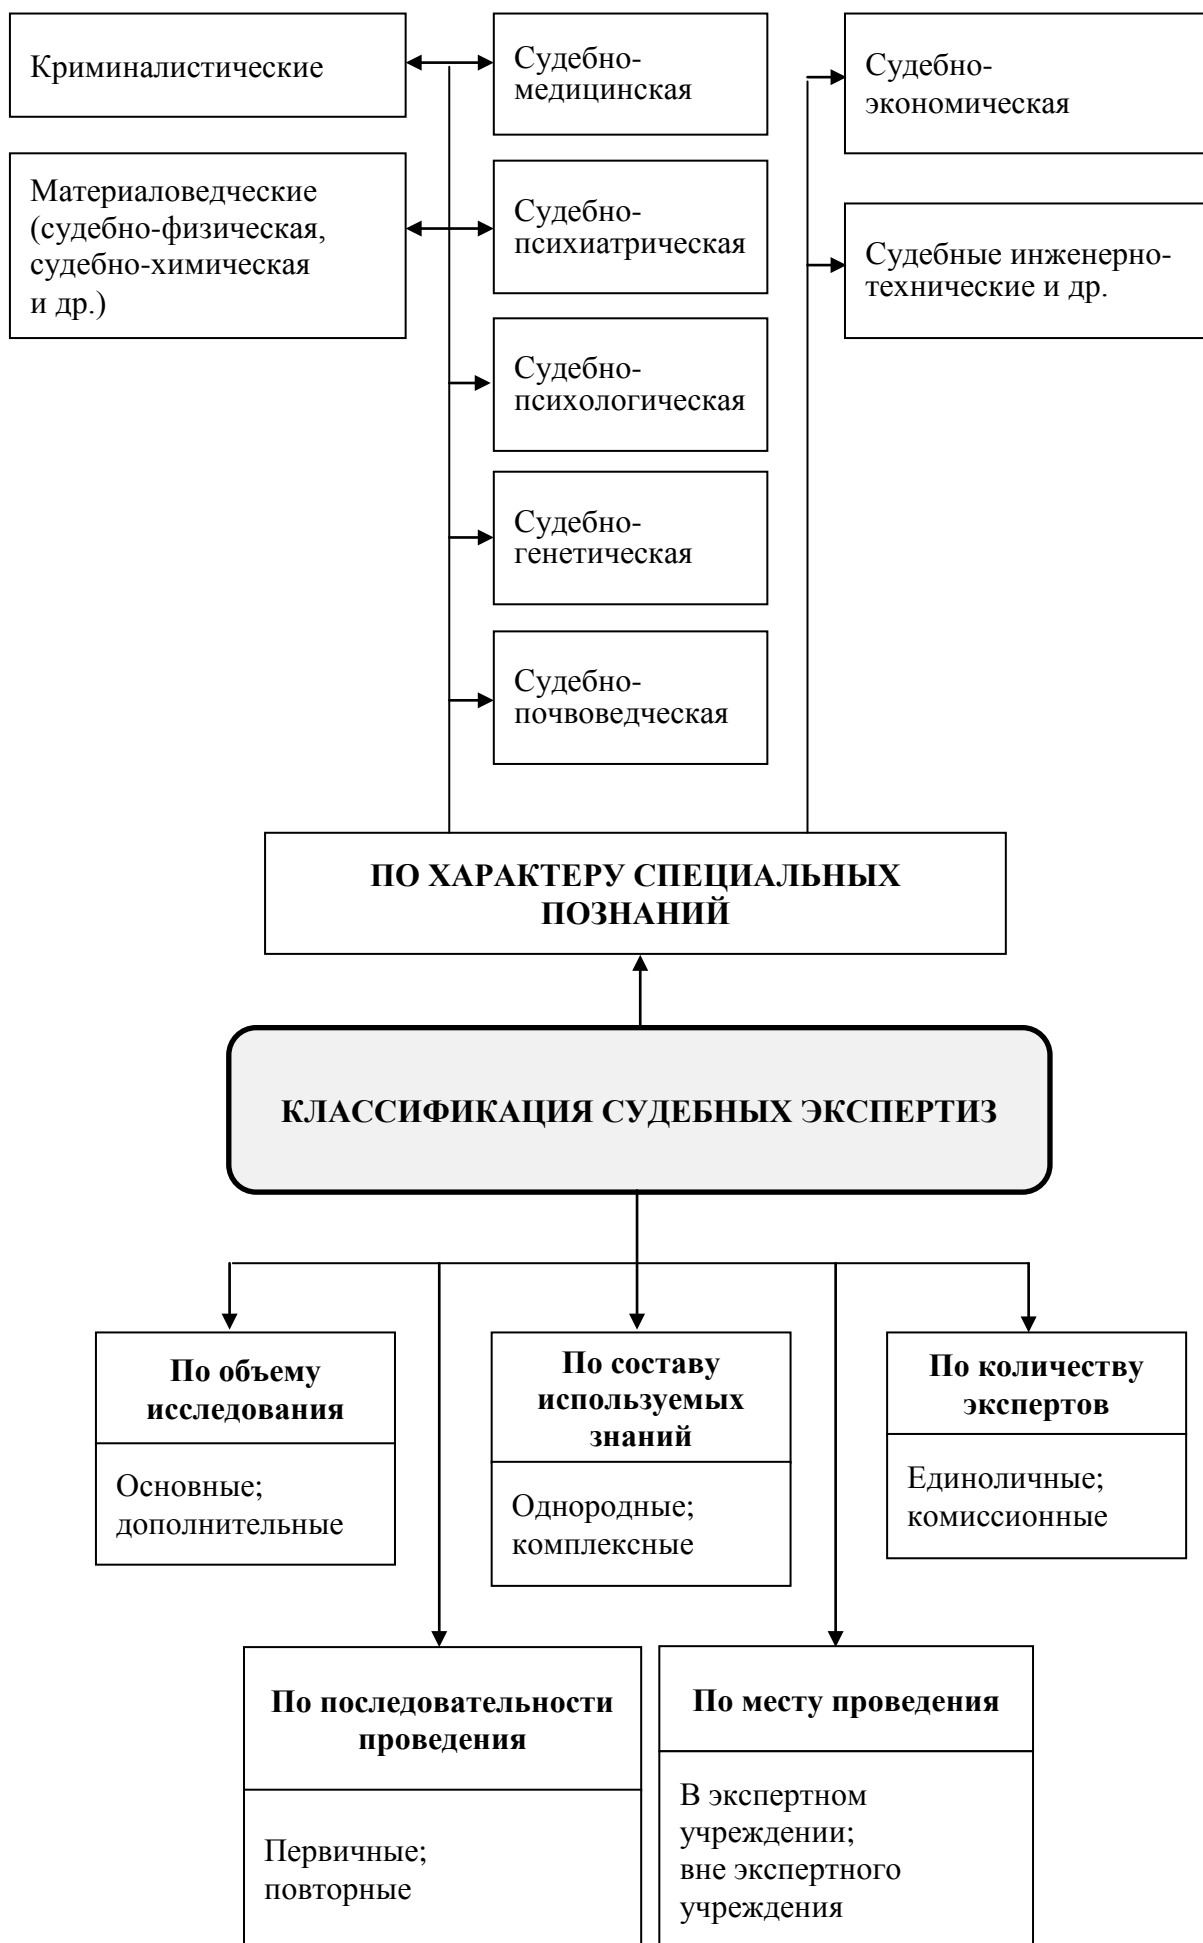 Криминалистические
Судебно-
медицинская
Судебно-
экономическая
Материаловедческие
(судебно-физическая,
судебно-химическая
и др.)
Судебно-
психиатрическая
Судебные инженерно-
технические и др.
Судебно-
психологическая
Судебно-
генетическая
Судебно-
почвоведческая
ПО ХАРАКТЕРУ СПЕЦИАЛЬНЫХ
ПОЗНАНИЙ
КЛАССИФИКАЦИЯ СУДЕБНЫХ ЭКСПЕРТИЗ
По объему
исследования
Основные;
дополнительные
По составу
используемых
знаний
Однородные;
комплексные
По количеству
экспертов
Единоличные;
комиссионные
По последовательности
проведения
Первичные;
повторные
По месту проведения
В экспертном
учреждении;
вне экспертного
учреждения